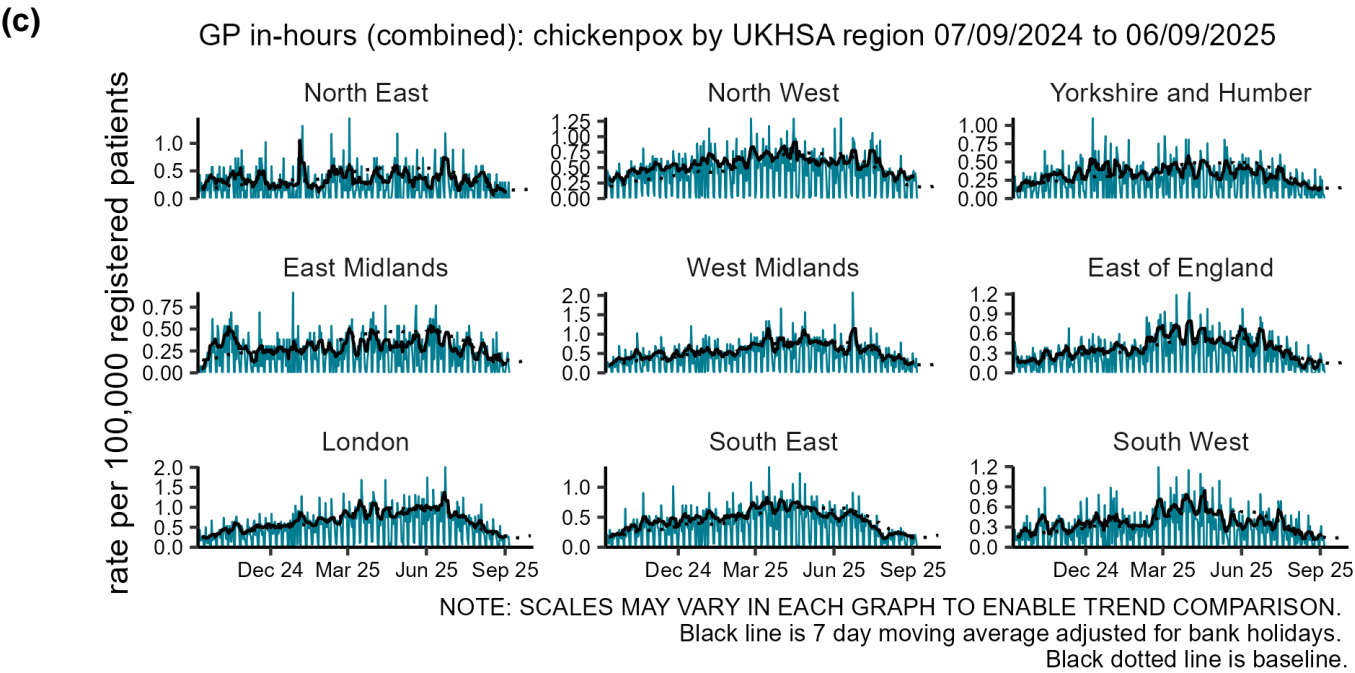 (c)
GP in-hours (combined): chickenpox by UKHSA region 07/09/2024 to 06/09/2025
rate per 100,000 registered patients
North East
1.0
0.5
0.0
North West
1.25
1.00
0.75
0.50
0.25
0.00
Yorkshire and Humber
1.00
0.75
0.50
0.25
0.00
East Midlands
0.75
0.50
0.25
0.00
West Midlands
2.0
1.5
1.0
0.5
0.0
East of England
1.2
0.9
0.6
0.3
0.0
London
2.0
1.5
1.0
0.5
0.0
Dec 24 Mar 25 Jun 25 Sep 25
South East
1.0
0.5
0.0
Dec 24 Mar 25 Jun 25 Sep 25
South West
1.2
0.9
0.6
0.3
0.0
Dec 24 Mar 25 Jun 25 Sep 25
NOTE: SCALES MAY VARY IN EACH GRAPH TO ENABLE TREND COMPARISON.
Black line is 7 day moving average adjusted for bank holidays.
Black dotted line is baseline.